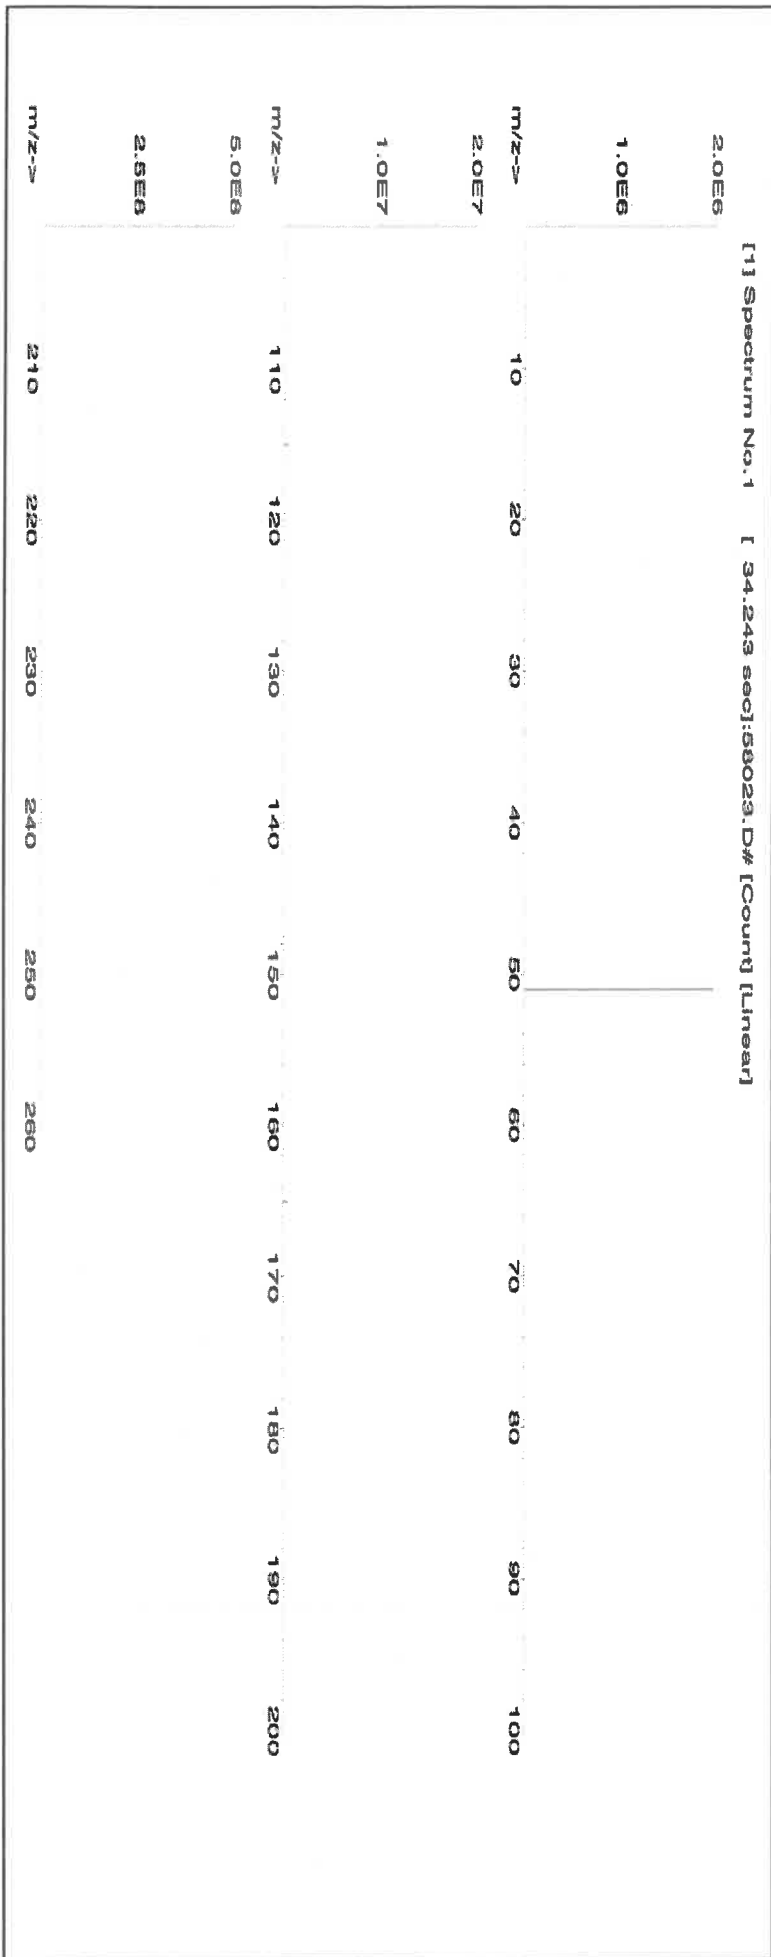 [1] Spectrum No.1 [ 34.243 sec]:58023.D# [Count] [Linear]
2.0E6
1.0E6
m/z-> 10 20 30 40 50 60 70 80 90 100
2.0E7
1.0E7
m/z-> 110 120 130 140 150 160 170 180 190 200
5.0E8
2.5E8
m/z-> 210 220 230 240 250 260